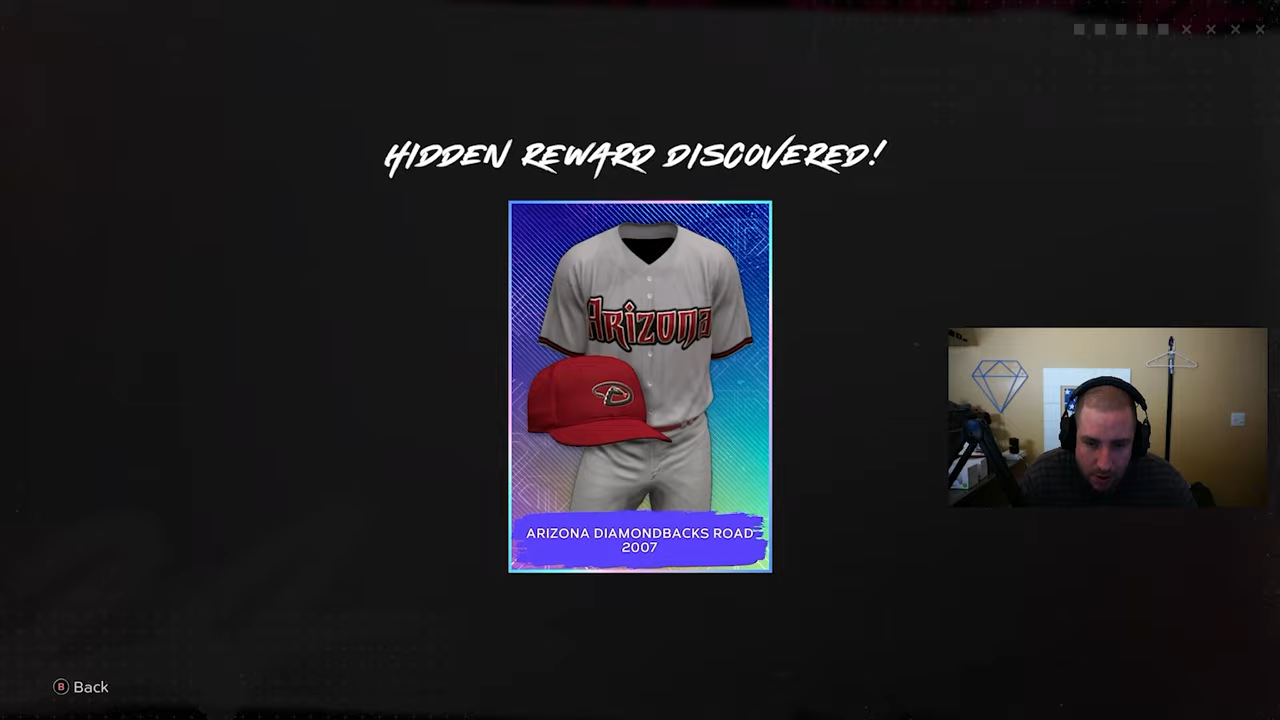 HIDDEN REWARD DISCOVERED!
Arizona
ARIZONA DIAMONDBACKS ROAD
2007
B Back